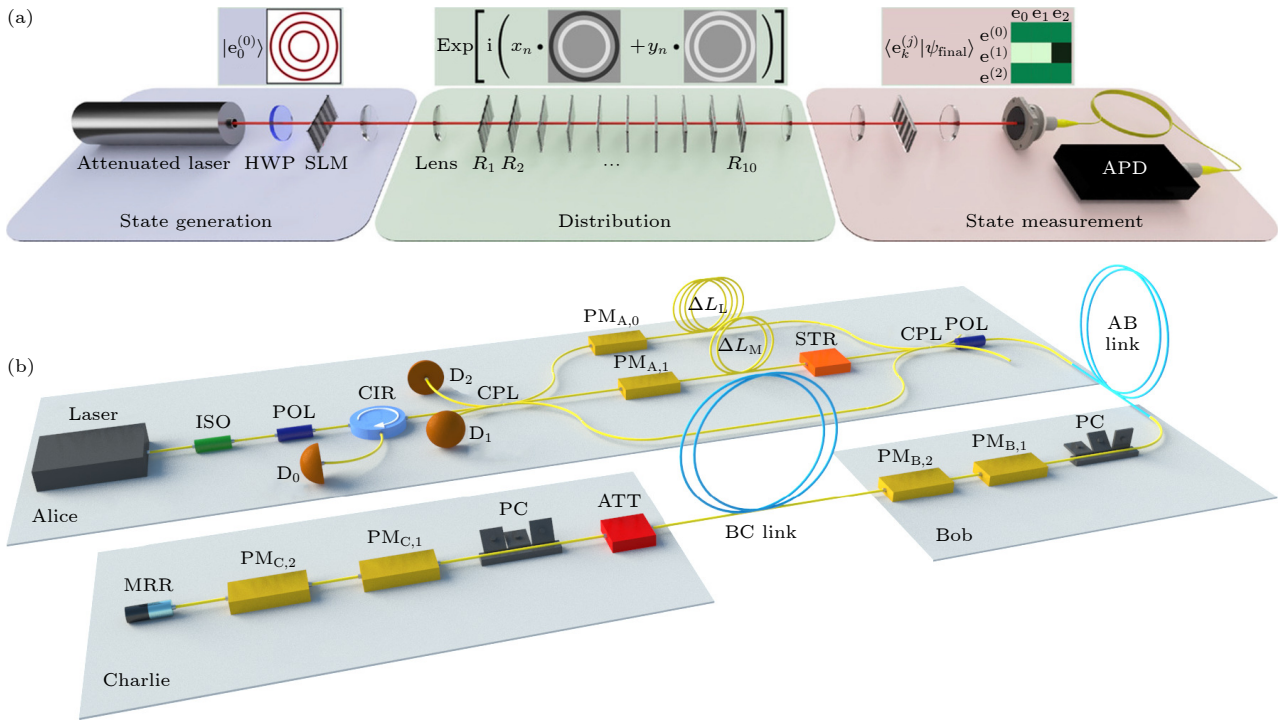 (a)
|e₀⁽⁰⁾⟩
Exp[i(xₙ• +yₙ•)]
⟨eₖ⁽ʲ⁾|ψfinal⟩
e₀ e₁ e₂
e⁽⁰⁾
e⁽¹⁾
e⁽²⁾
Attenuated laser HWP SLM
Lens R₁ R₂ ... R₁₀
APD
State generation
Distribution
State measurement
(b)
Laser
ISO
POL
CIR
D₀
D₂
D₁
CPL
PMA,0
PMA,1
ΔLL
ΔLM
STR
CPL
POL
AB
link
Alice
PC
PMB,1
PMB,2
Bob
BC link
ATT
PC
PMC,1
PMC,2
MRR
Charlie